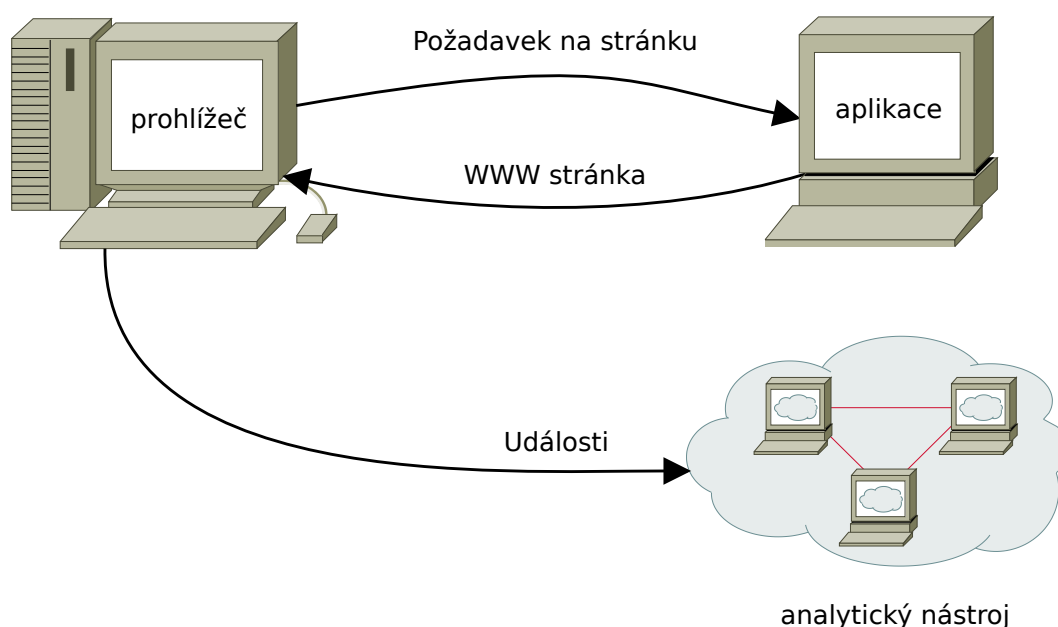 Požadavek na stránku
prohlížeč
aplikace
WWW stránka
Události
analytický nástroj